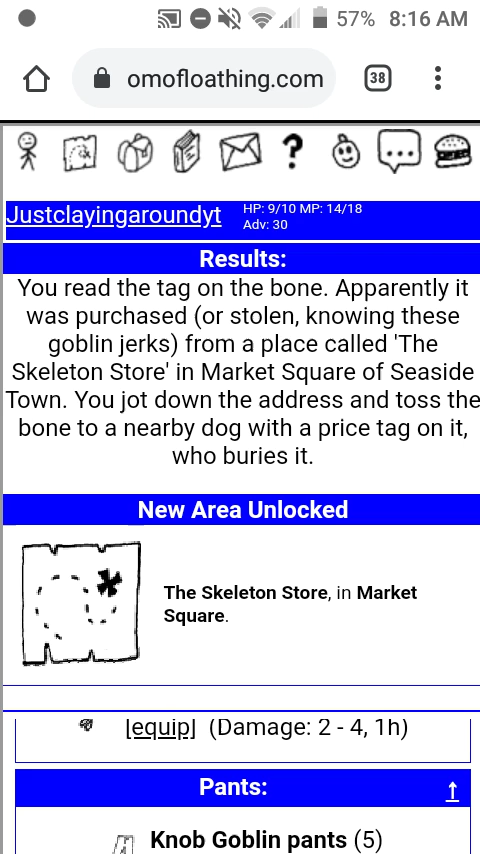 57% 8:16 AM
omofloathing.com
38
?
Justclayingaroundyt
HP: 9/10 MP: 14/18
Adv: 30
Results:
You read the tag on the bone. Apparently it
was purchased (or stolen, knowing these
goblin jerks) from a place called 'The
Skeleton Store' in Market Square of Seaside
Town. You jot down the address and toss the
bone to a nearby dog with a price tag on it,
who buries it.
New Area Unlocked
The Skeleton Store, in Market
Square.
[equip] (Damage: 2 - 4, 1h)
Pants: ↑
Knob Goblin pants (5)